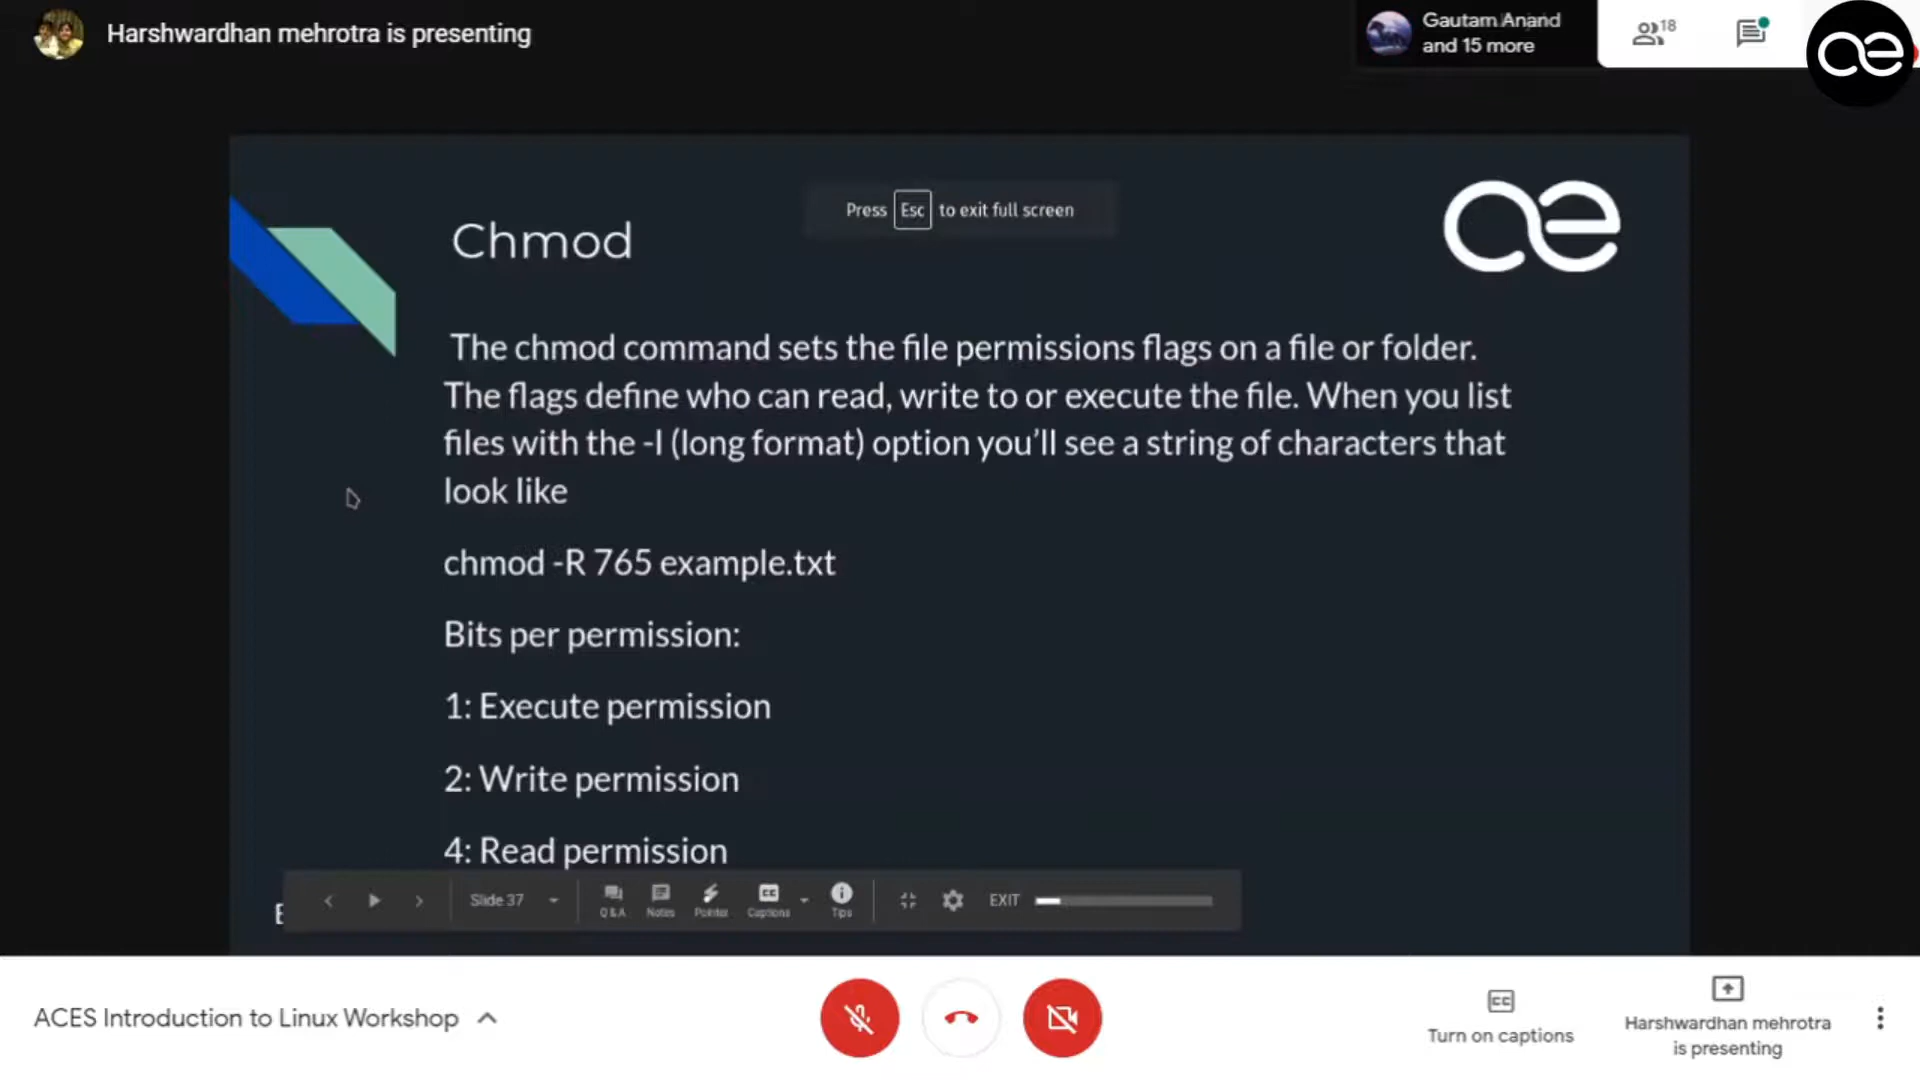 Harshwardhan mehrotra is presenting
Gautam Anand
and 15 more
18
Press Esc to exit full screen
Chmod
The chmod command sets the file permissions flags on a file or folder.
The flags define who can read, write to or execute the file. When you list
files with the -l (long format) option you’ll see a string of characters that
look like
chmod -R 765 example.txt
Bits per permission:
1: Execute permission
2: Write permission
4: Read permission
Slide 37
Q&A
Notes
Pointer
Captions
Tips
EXIT
ACES Introduction to Linux Workshop
Turn on captions
Harshwardhan mehrotra
is presenting